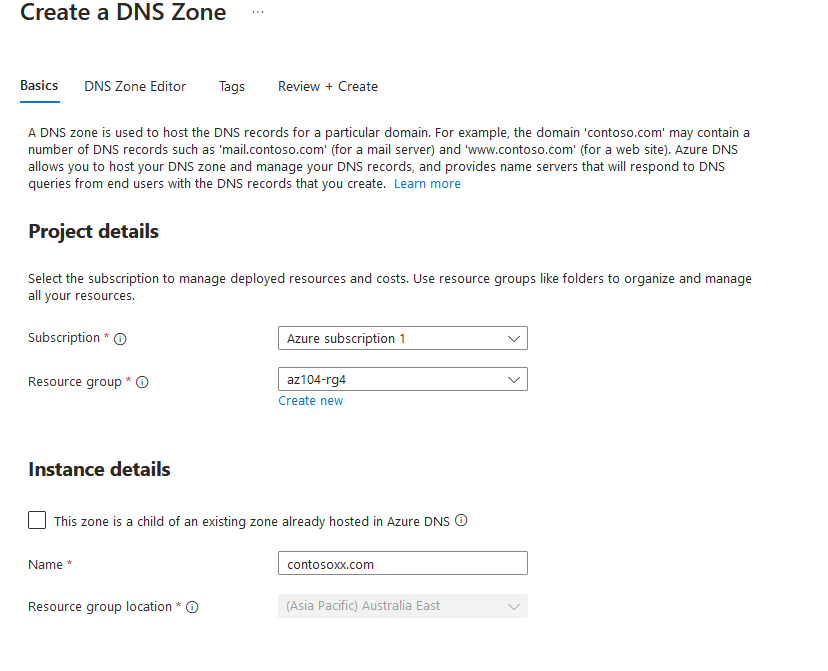 Create a DNS Zone ...
Basics DNS Zone Editor Tags Review + Create
A DNS zone is used to host the DNS records for a particular domain. For example, the domain 'contoso.com' may contain a
number of DNS records such as 'mail.contoso.com' (for a mail server) and 'www.contoso.com' (for a web site). Azure DNS
allows you to host your DNS zone and manage your DNS records, and provides name servers that will respond to DNS
queries from end users with the DNS records that you create. Learn more
Project details
Select the subscription to manage deployed resources and costs. Use resource groups like folders to organize and manage
all your resources.
Subscription * Azure subscription 1
Resource group * az104-rg4
Create new
Instance details
This zone is a child of an existing zone already hosted in Azure DNS
Name * contosoxx.com
Resource group location * (Asia Pacific) Australia East